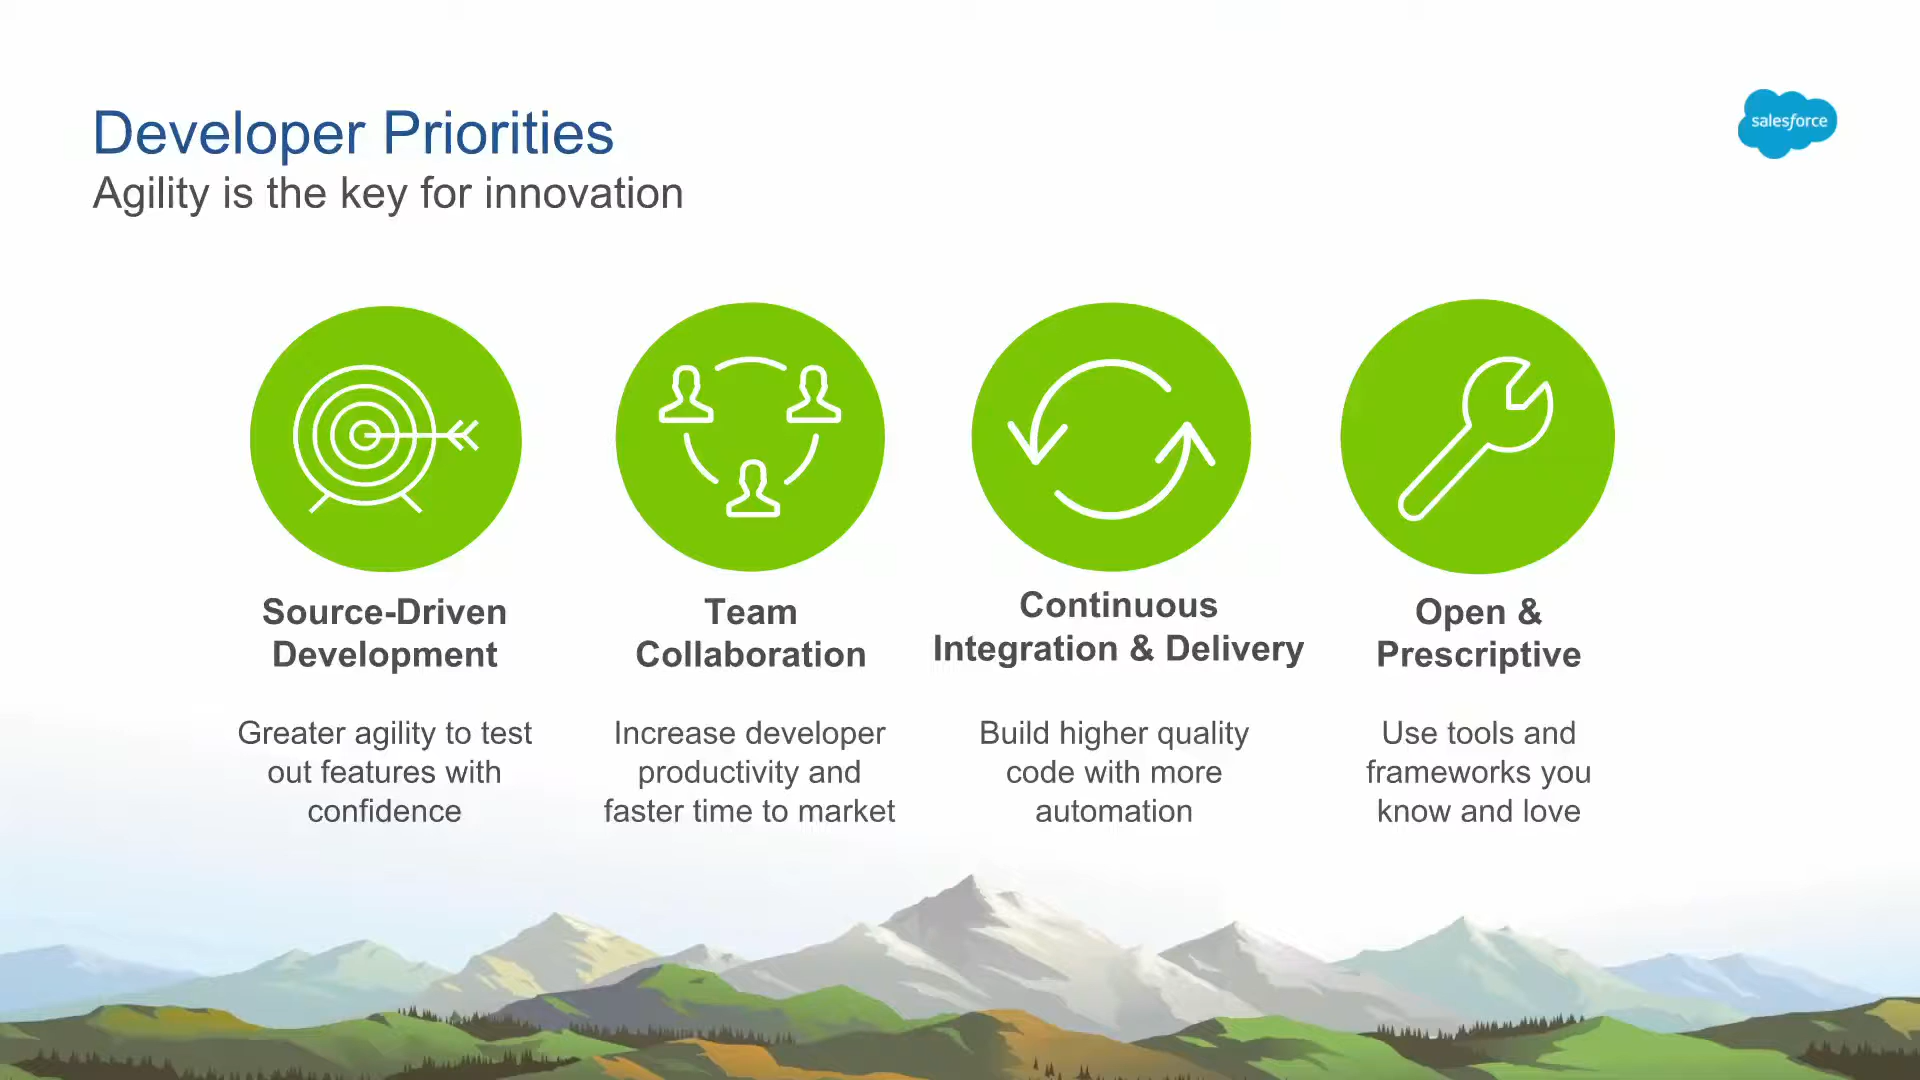 Developer Priorities
Agility is the key for innovation
salesforce
Source-Driven
Development
Greater agility to test
out features with
confidence
Team
Collaboration
Increase developer
productivity and
faster time to market
Continuous
Integration & Delivery
Build higher quality
code with more
automation
Open &
Prescriptive
Use tools and
frameworks you
know and love